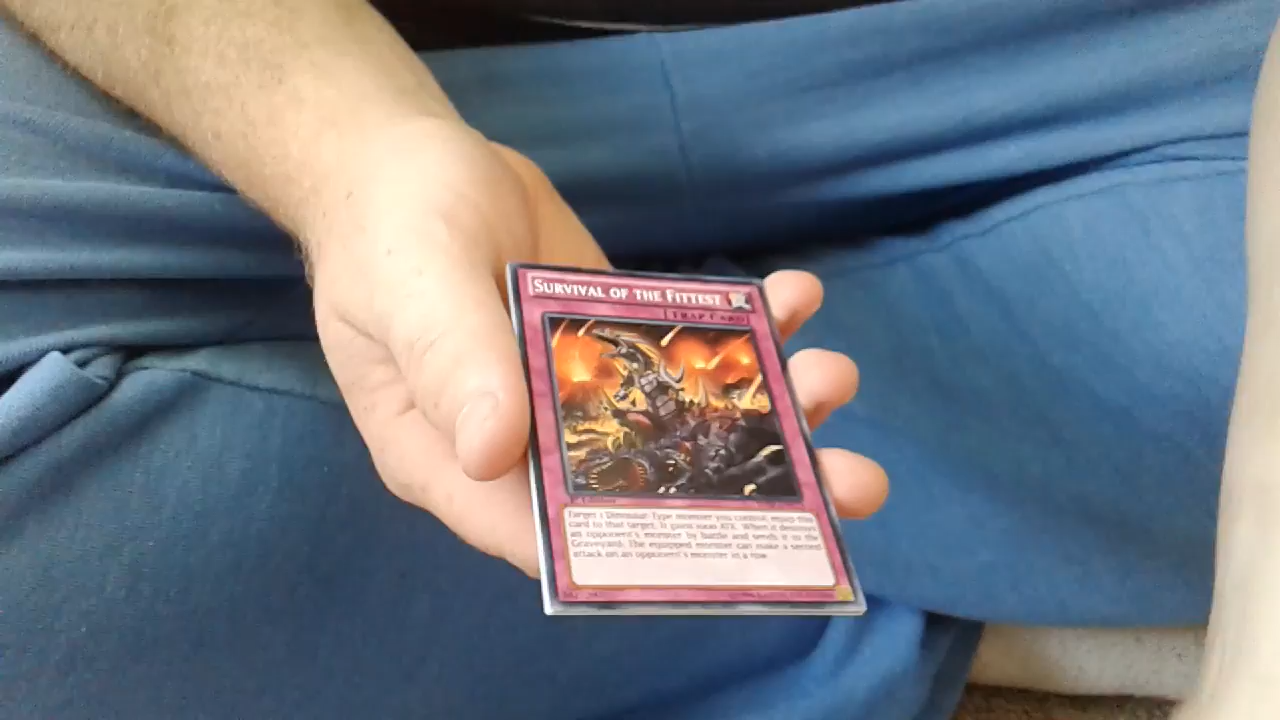 SURVIVAL OF THE FITTEST
TRAP CARD
1st Edition
Target 1 Dinosaur-Type monster you control; equip this
card to that target. It gains 1000 ATK. When it destroys
an opponent's monster by battle and sends it to the
Graveyard: The equipped monster can make a second
attack on an opponent's monster in a row.